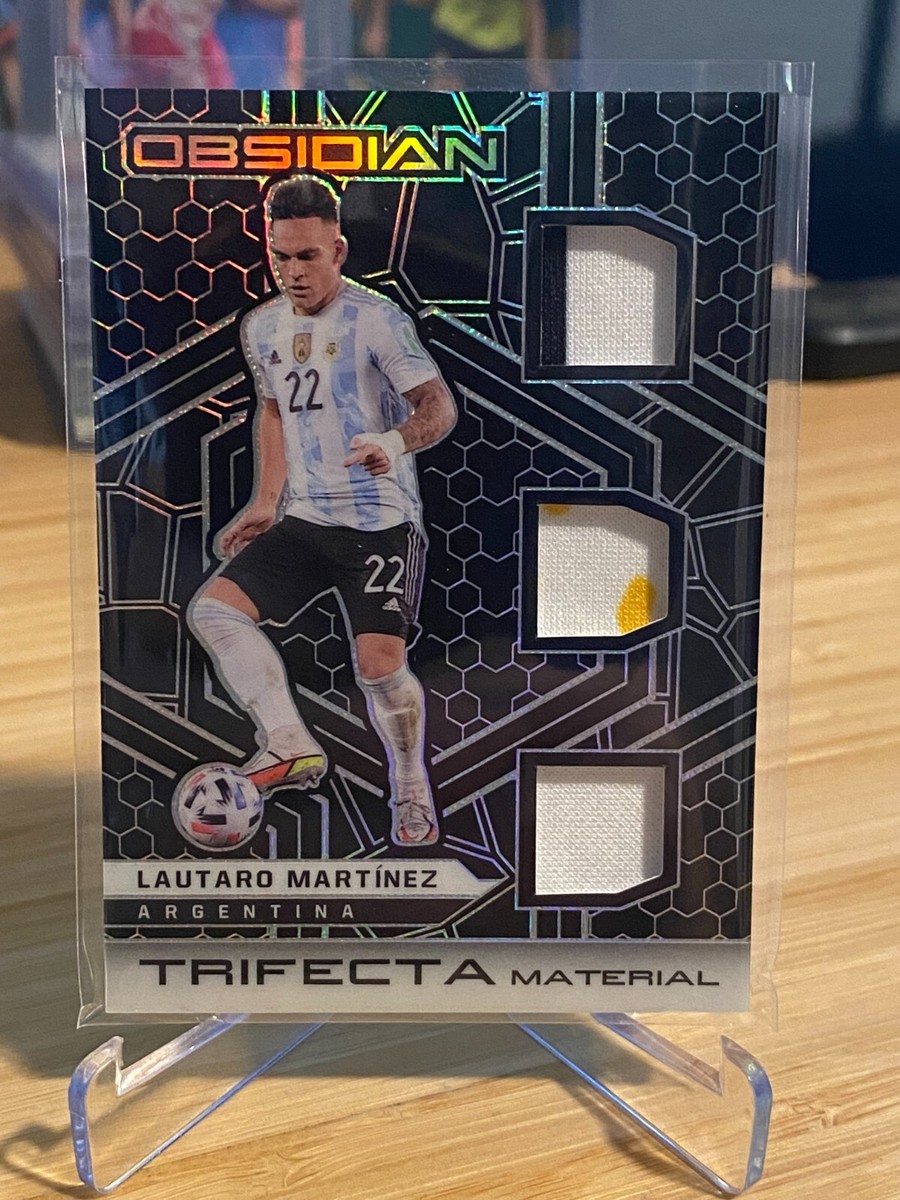 OBSIDIAN
22
22
LAUTARO MARTÍNEZ
ARGENTINA
TRIFECTA MATERIAL